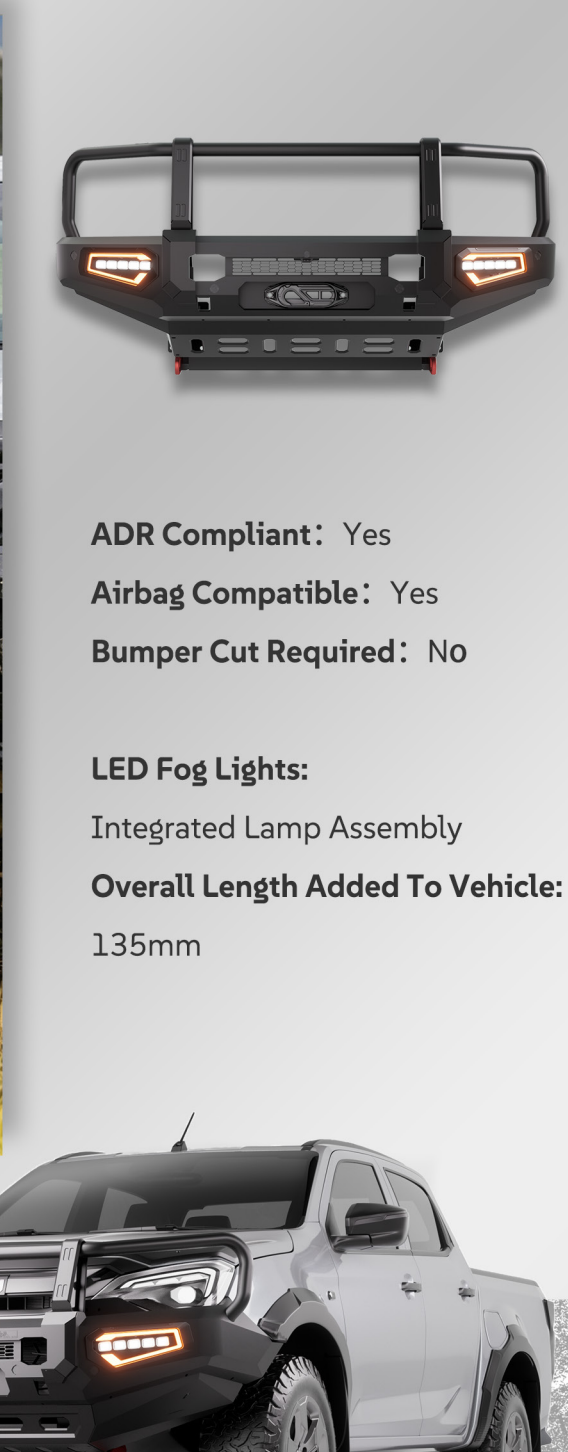 ADR Compliant：Yes
Airbag Compatible：Yes
Bumper Cut Required：No
LED Fog Lights:
Integrated Lamp Assembly
Overall Length Added To Vehicle:
135mm